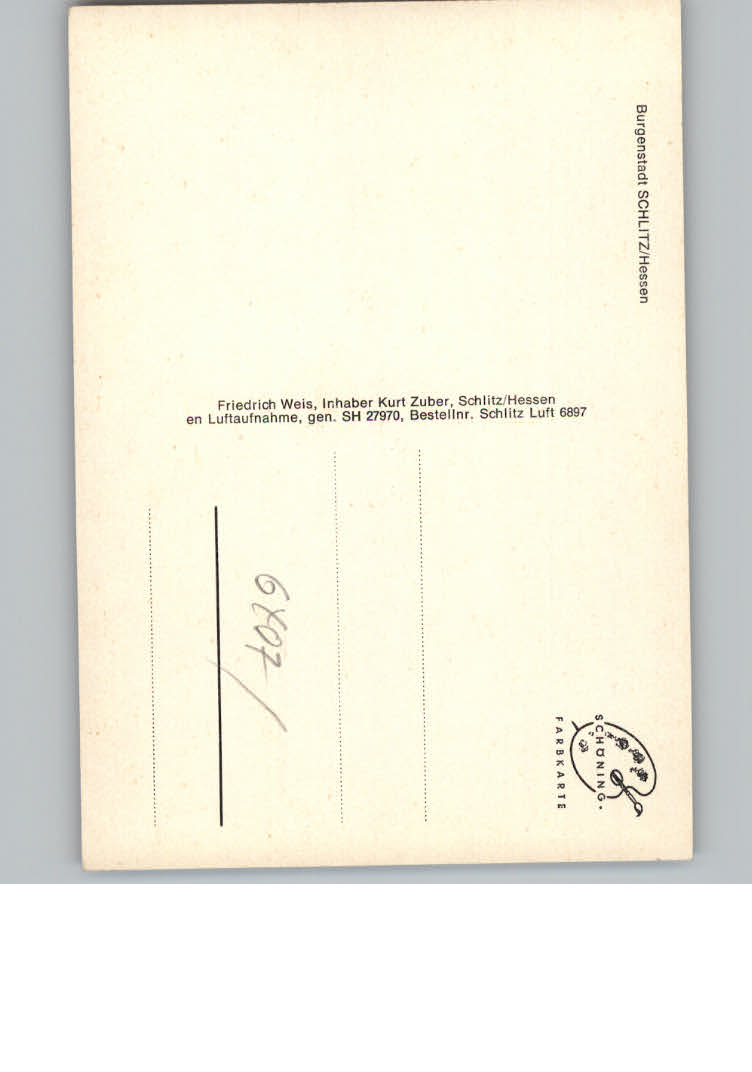 Burgenstadt SCHLITZ/Hessen
Friedrich Weis, Inhaber Kurt Zuber, Schlitz/Hessen
en Luftaufnahme, gen. SH 27970, Bestellnr. Schlitz Luft 6897
SCHÖNING.
FARBKARTE